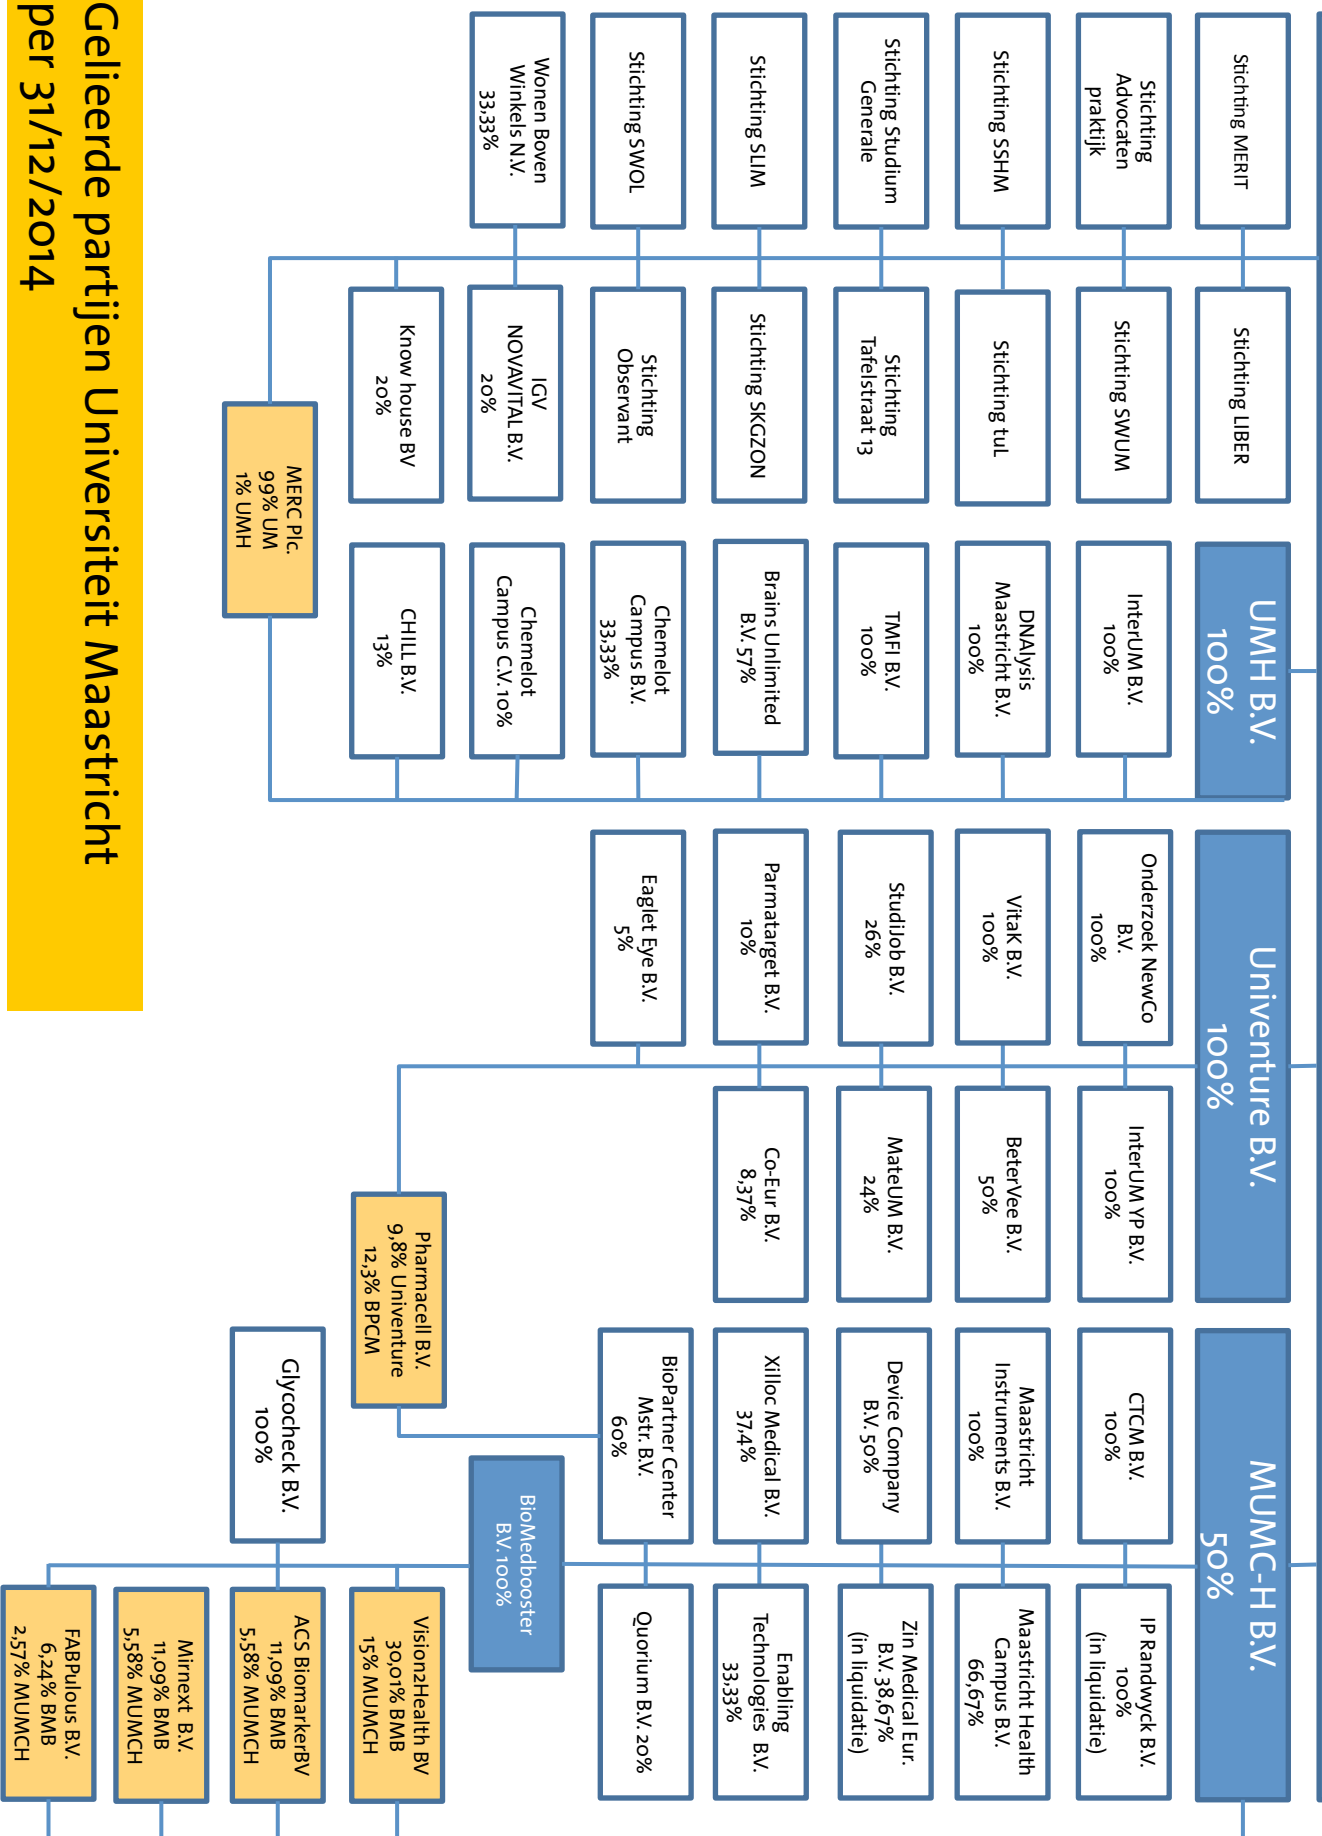 Stichting MERIT
Stichting
Advocaten
praktijk
Stichting SSHM
Stichting Studium
Generale
Stichting SLIM
Stichting SWOL
Wonen Boven
Winkels N.V.
33,33%
Stichting LIBER
Stichting SWUM
Stichting tuL
Stichting
Tafelstraat 13
Stichting SKGZON
Stichting
Observant
IGV
NOVAVITAL B.V.
20%
Know house BV
20%
MERC Plc.
99% UM
1% UMH
UMH B.V.
100%
InterUM B.V.
100%
DNAlysis
Maastricht B.V.
100%
TMFI B.V.
100%
Brains Unlimited
B.V. 57%
Chemelot
Campus B.V.
33,33%
Chemelot
Campus C.V. 10%
CHILL B.V.
13%
Univenture B.V.
100%
Onderzoek NewCo
B.V.
100%
VitaK B.V.
100%
StudiJob B.V.
26%
Parmatarget B.V.
10%
Eaglet Eye B.V.
5%
InterUM YP B.V.
100%
BeterVee B.V.
50%
MateUM B.V.
24%
Co-Eur B.V.
8,37%
Pharmacell B.V.
9,8% Univenture
12,3% BPCM
MUMC-H B.V.
50%
CTCM B.V.
100%
Maastricht
Instruments B.V.
100%
Device Company
B.V. 50%
Xilloc Medical B.V.
37,4%
BioPartner Center
Mstr. B.V.
60%
IP Randwyck B.V.
100%
(in liquidatie)
Maastricht Health
Campus B.V.
66,67%
Zin Medical Eur.
B.V. 38,67%
(in liquidatie)
Enabling
Technologies B.V.
33,33%
Quorium B.V. 20%
BioMedbooster
B.V. 100%
Glycocheck B.V.
100%
Vision2Health BV
30,01% BMB
15% MUMCH
ACS BiomarkerBV
11,09% BMB
5,58% MUMCH
Mirnext B.V.
11,09% BMB
5,58% MUMCH
FABPulous B.V.
6,24% BMB
2,57% MUMCH
Gelieerde partijen Universiteit Maastricht
per 31/12/2014